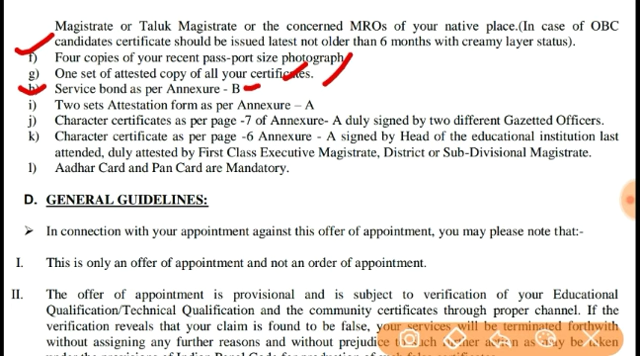 Magistrate or Taluk Magistrate or the concerned MROs of your native place.(In case of OBC
candidates certificate should be issued latest not older than 6 months with creamy layer status).
f) Four copies of your recent pass-port size photograph
g) One set of attested copy of all your certificates.
h) Service bond as per Annexure - B
i) Two sets Attestation form as per Annexure – A
j) Character certificates as per page -7 of Annexure- A duly signed by two different Gazetted Officers.
k) Character certificate as per page -6 Annexure - A signed by Head of the educational institution last
attended, duly attested by First Class Executive Magistrate, District or Sub-Divisional Magistrate.
l) Aadhar Card and Pan Card are Mandatory.
D. GENERAL GUIDELINES:
➢ In connection with your appointment against this offer of appointment, you may please note that:-
I. This is only an offer of appointment and not an order of appointment.
II. The offer of appointment is provisional and is subject to verification of your Educational
Qualification/Technical Qualification and the community certificates through proper channel. If the
verification reveals that your claim is found to be false, your services will be terminated forthwith
without assigning any further reasons and without prejudice to such other action as may be taken